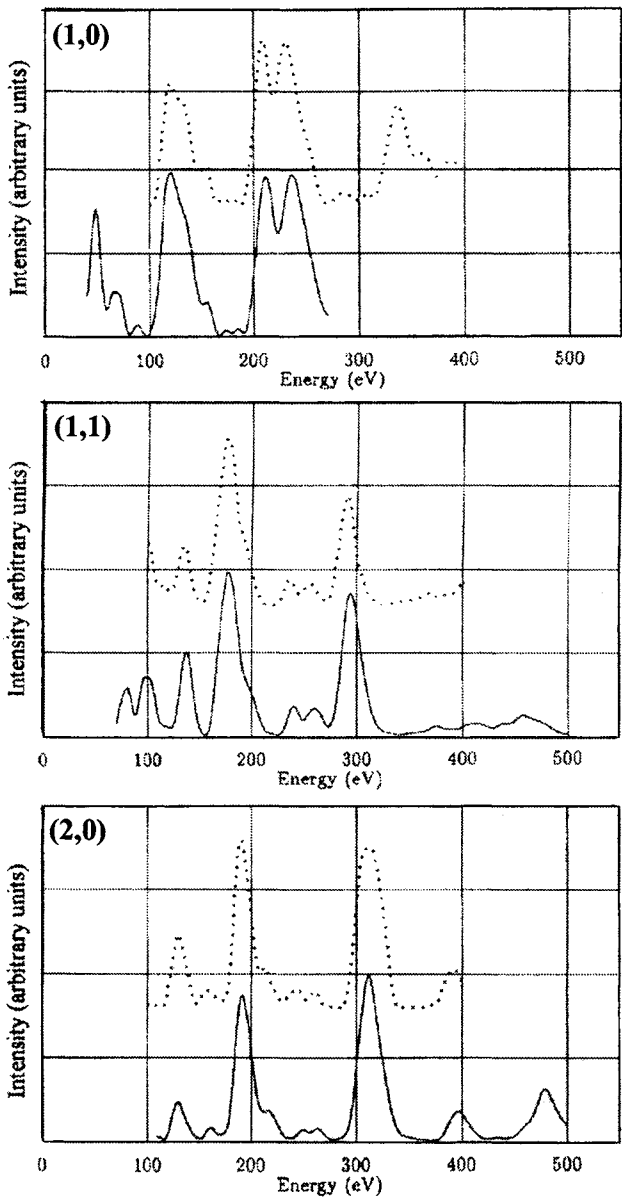 (1,0)
Intensity (arbitrary units)
0 100 200 300 400 500
Energy (eV)
(1,1)
Intensity (arbitrary units)
0 100 200 300 400 500
Energy (eV)
(2,0)
Intensity (arbitrary units)
0 100 200 300 400 500
Energy (eV)